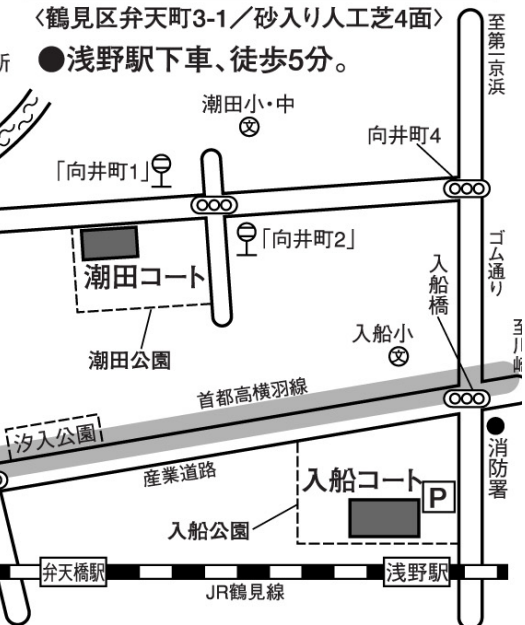 〈鶴見区弁天町3-1／砂入り人工芝4面〉
所
●浅野駅下車、徒歩5分。
至第一京浜
潮田小・中
文
向井町4
「向井町1」
「向井町2」
ゴム通り
潮田コート
入船橋
潮田公園
入船小
文
至川崎
首都高横羽線
汐入公園
産業道路
消防署
入船コート
P
入船公園
弁天橋駅
浅野駅
JR鶴見線